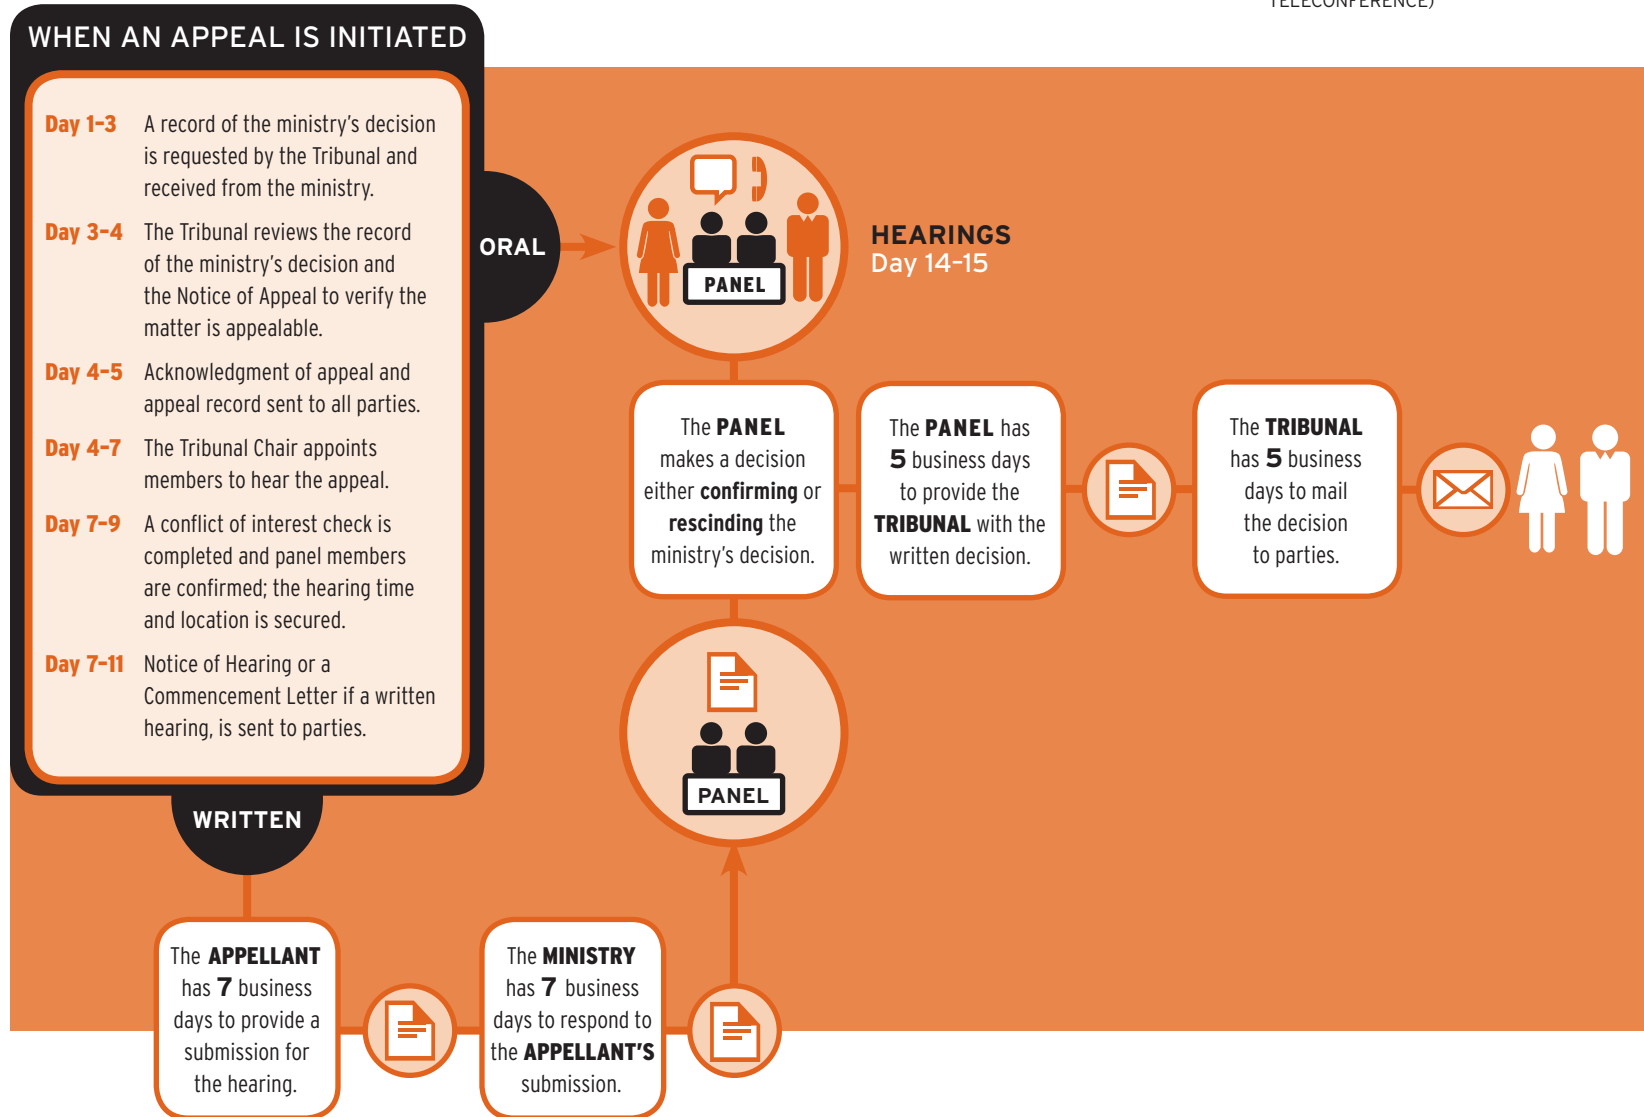 TELECONFERENCE)
WHEN AN APPEAL IS INITIATED
Day 1–3 A record of the ministry's decision
is requested by the Tribunal and
received from the ministry.
Day 3–4 The Tribunal reviews the record
of the ministry's decision and
the Notice of Appeal to verify the
matter is appealable.
Day 4–5 Acknowledgment of appeal and
appeal record sent to all parties.
Day 4–7 The Tribunal Chair appoints
members to hear the appeal.
Day 7–9 A conflict of interest check is
completed and panel members
are confirmed; the hearing time
and location is secured.
Day 7–11 Notice of Hearing or a
Commencement Letter if a written
hearing, is sent to parties.
ORAL
PANEL
HEARINGS
Day 14–15
The PANEL
makes a decision
either confirming or
rescinding the
ministry's decision.
The PANEL has
5 business days
to provide the
TRIBUNAL with the
written decision.
The TRIBUNAL
has 5 business
days to mail
the decision
to parties.
PANEL
WRITTEN
The APPELLANT
has 7 business
days to provide a
submission for
the hearing.
The MINISTRY
has 7 business
days to respond to
the APPELLANT'S
submission.